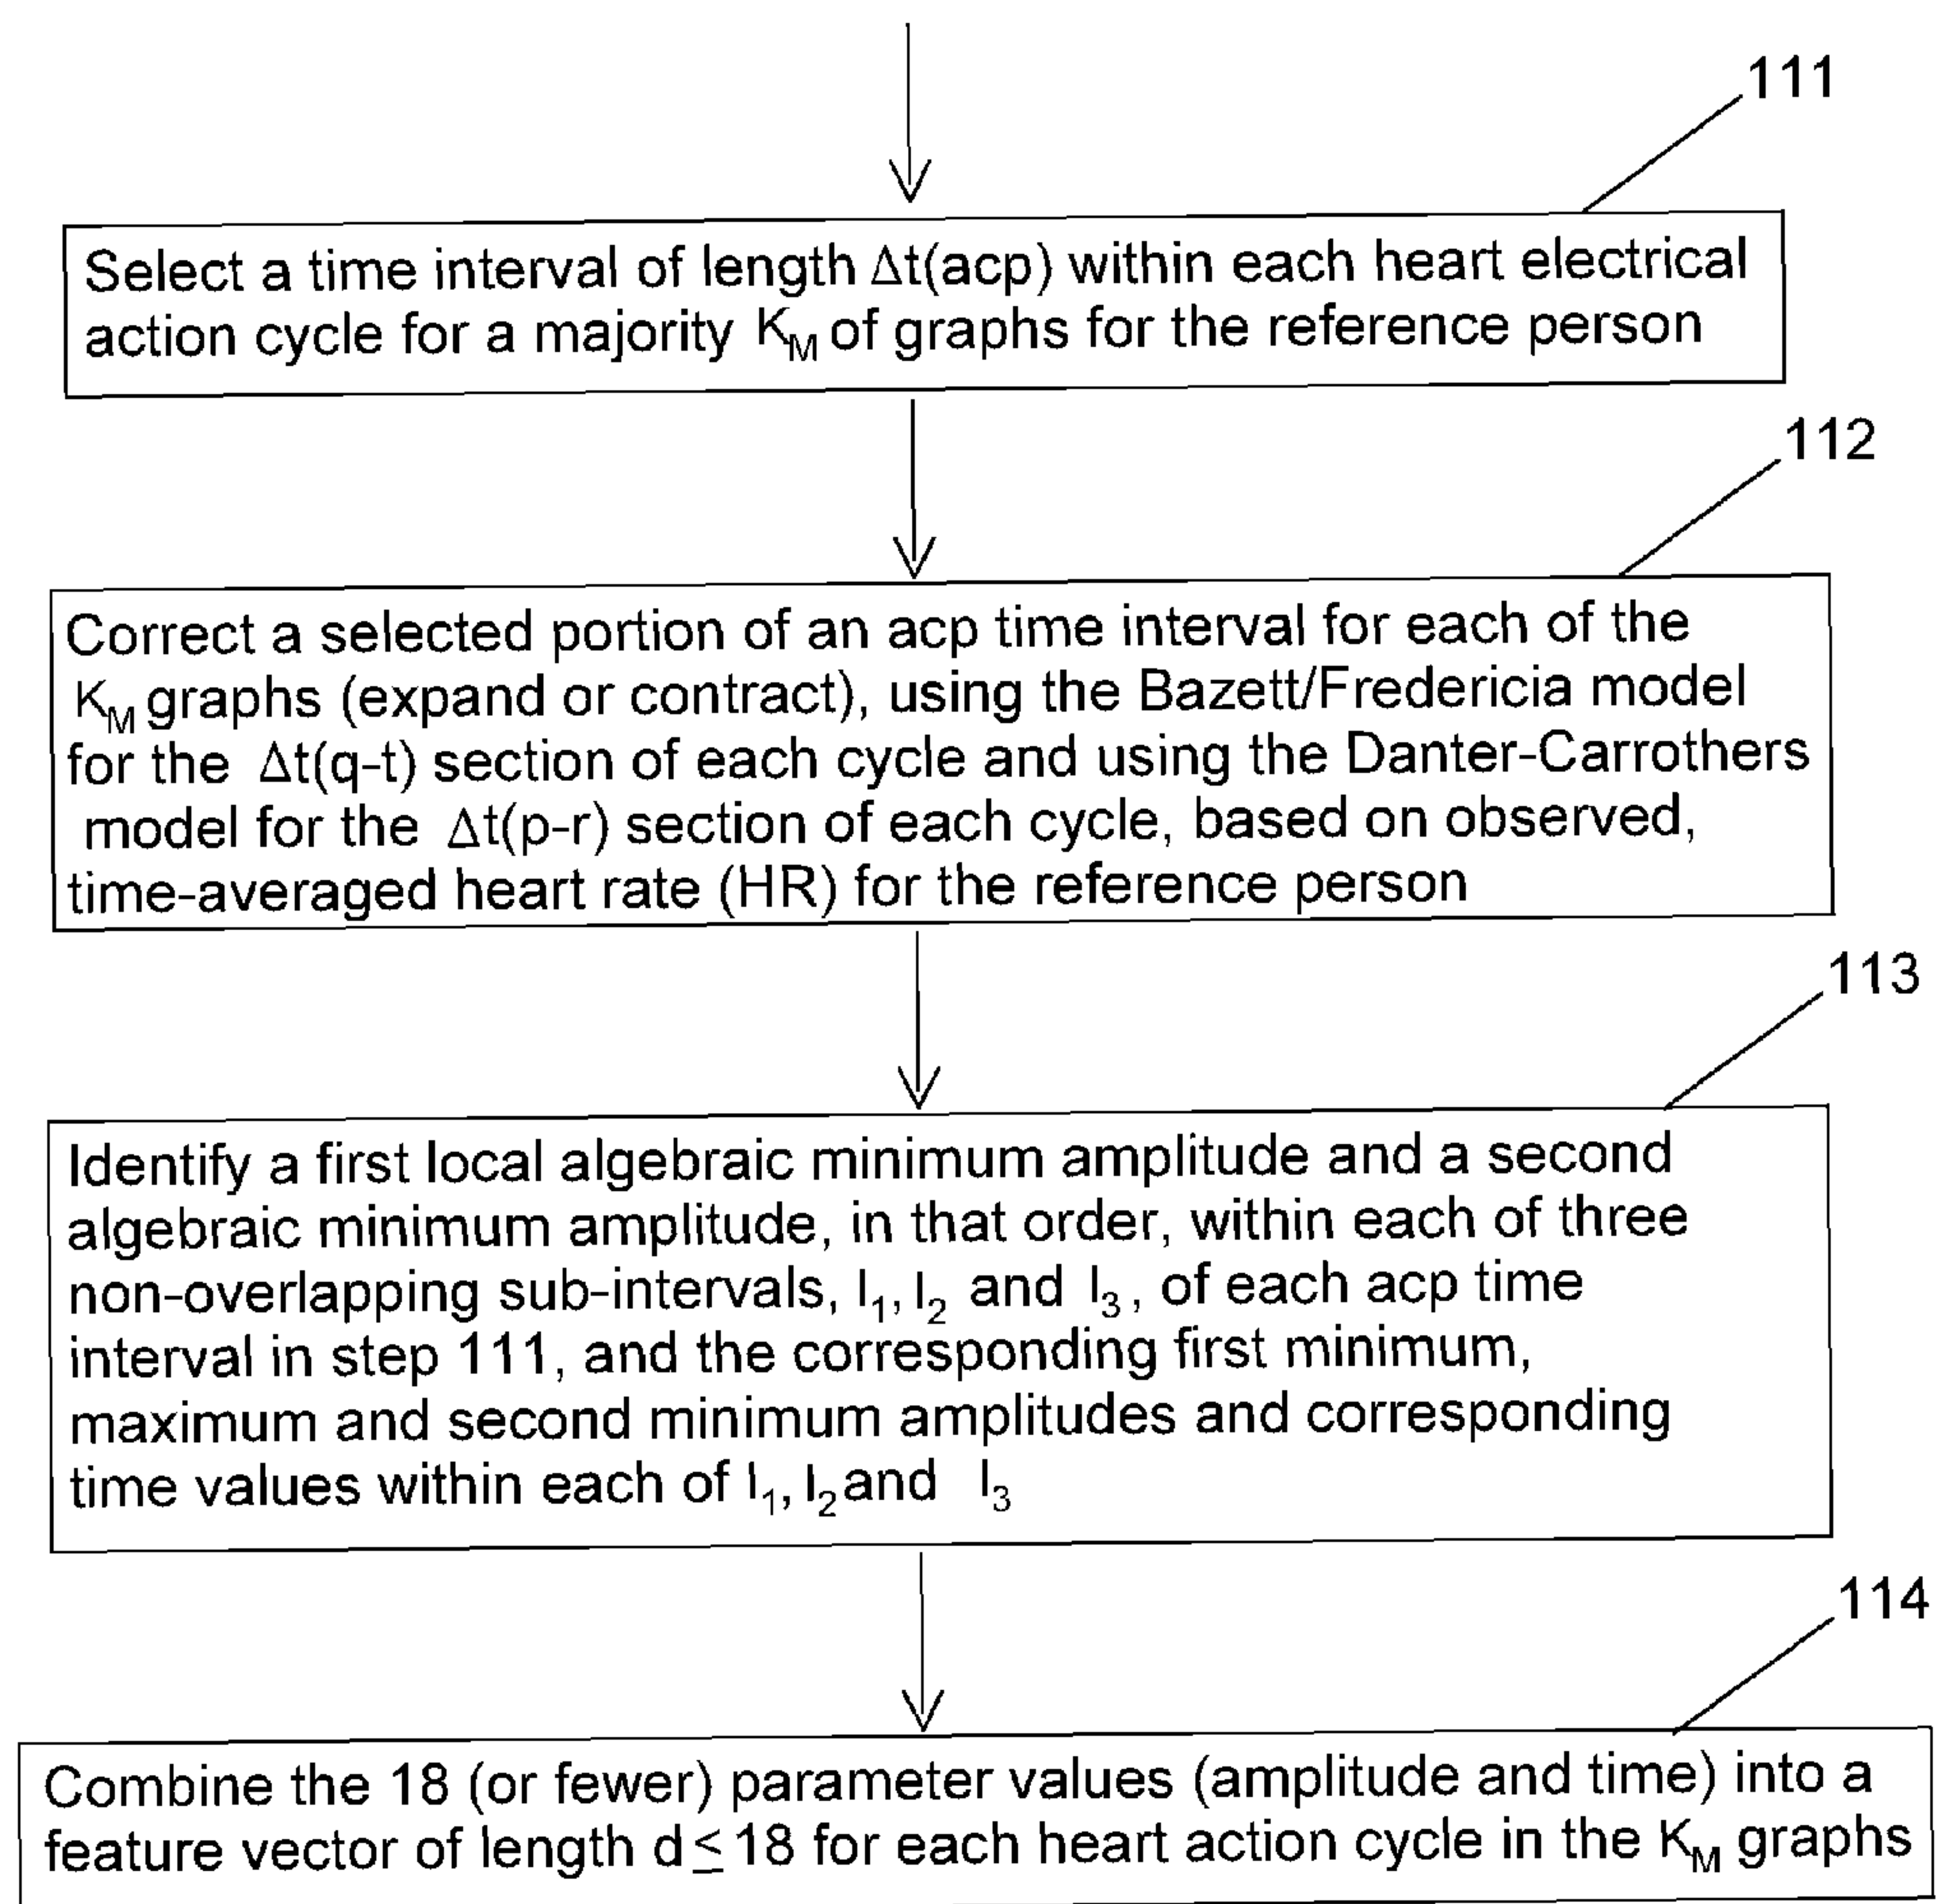 111
Select a time interval of length Δt(acp) within each heart electrical
action cycle for a majority K_M of graphs for the reference person
112
Correct a selected portion of an acp time interval for each of the
K_M graphs (expand or contract), using the Bazett/Fredericia model
for the Δt(q-t) section of each cycle and using the Danter-Carrothers
model for the Δt(p-r) section of each cycle, based on observed,
time-averaged heart rate (HR) for the reference person
113
Identify a first local algebraic minimum amplitude and a second
algebraic minimum amplitude, in that order, within each of three
non-overlapping sub-intervals, I₁, I₂ and I₃, of each acp time
interval in step 111, and the corresponding first minimum,
maximum and second minimum amplitudes and corresponding
time values within each of I₁, I₂ and I₃
114
Combine the 18 (or fewer) parameter values (amplitude and time) into a
feature vector of length d ≤ 18 for each heart action cycle in the K_M graphs